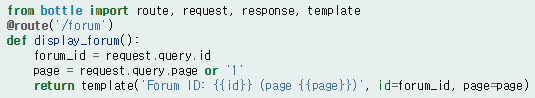 from bottle import route, request, response, template
@route('/forum')
def display_forum():
    forum_id = request.query.id
    page = request.query.page or '1'
    return template('Forum ID: {{id}} (page {{page}})', id=forum_id, page=page)